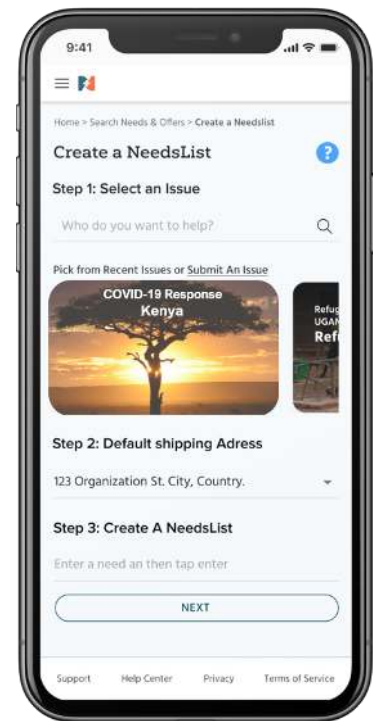 9:41
Home > Search Needs & Offers > Create a Needslist
Create a NeedsList
?
Step 1: Select an Issue
Who do you want to help?
Pick from Recent Issues or Submit An Issue
COVID-19 Response
Kenya
Refug
UGAN
Ref
Step 2: Default shipping Adress
123 Organization St. City, Country.
Step 3: Create A NeedsList
Enter a need an then tap enter
NEXT
Support Help Center Privacy Terms of Service